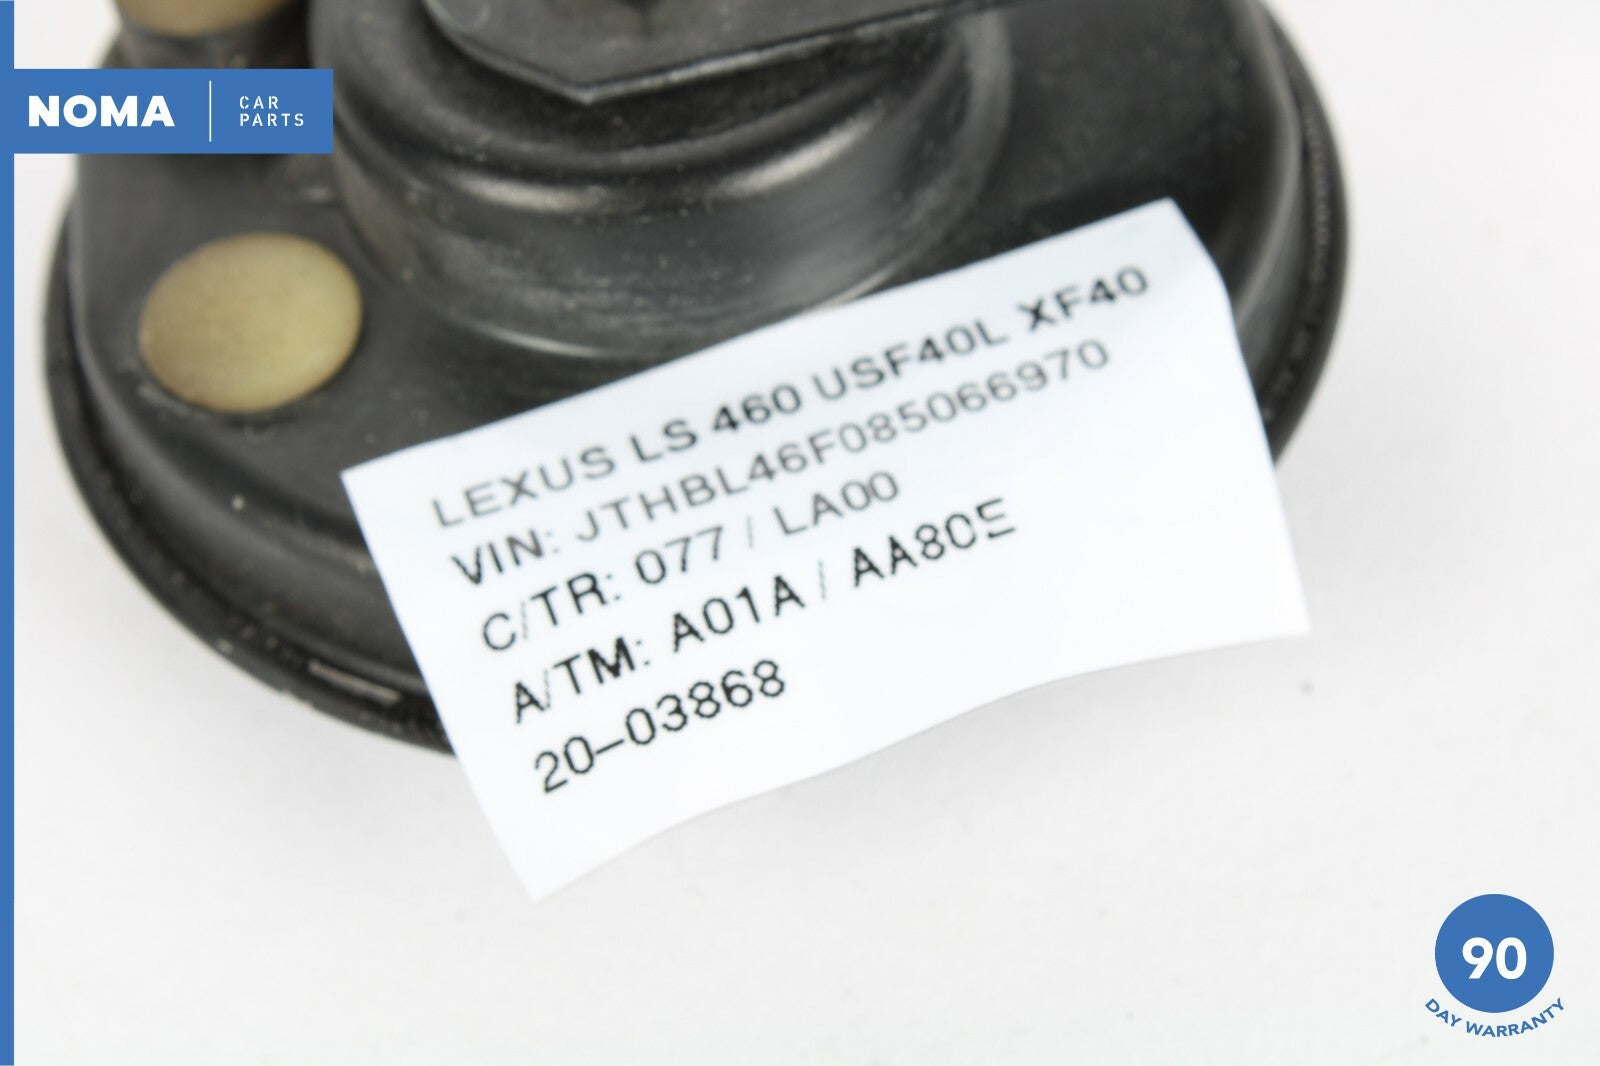 NOMA
CAR
PARTS
LEXUS LS 460 USF40L XF40
VIN: JTHBL46F085066970
C/TR: 077 / LA00
A/TM: A01A / AA80E
20-03868
90
DAY WARRANTY